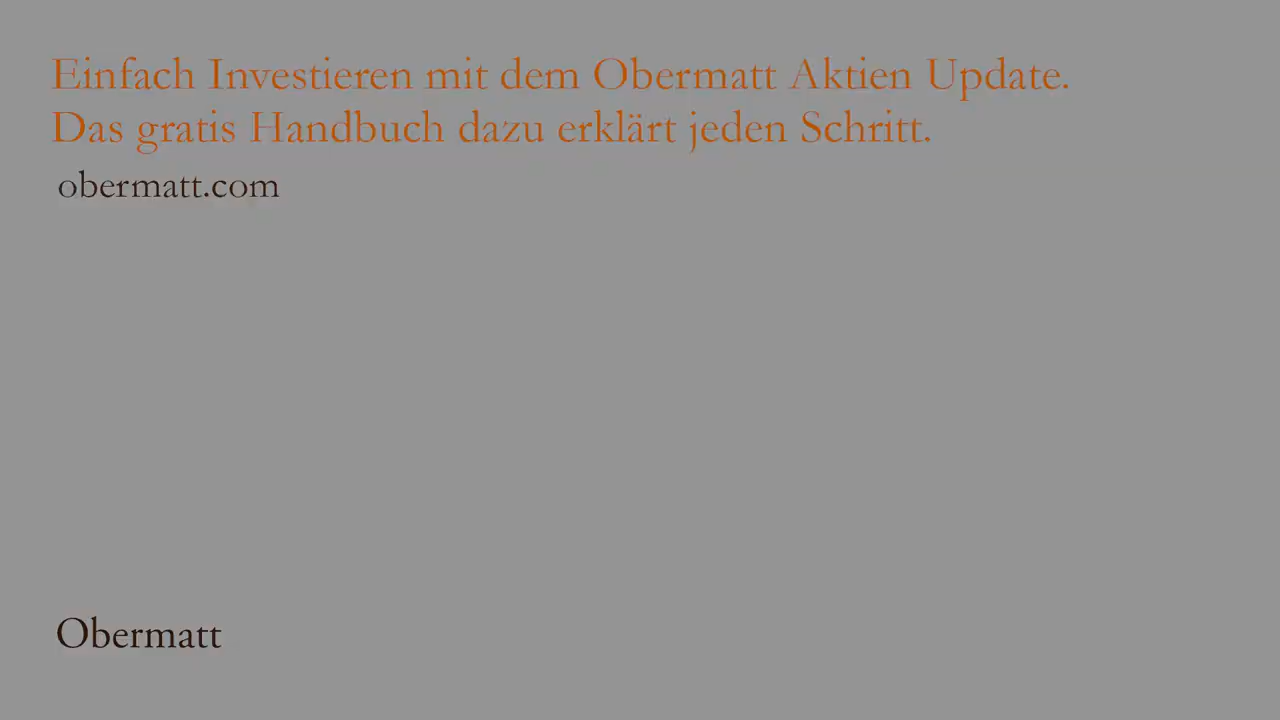 Einfach Investieren mit dem Obermatt Aktien Update.
Das gratis Handbuch dazu erklärt jeden Schritt.
obermatt.com
Obermatt